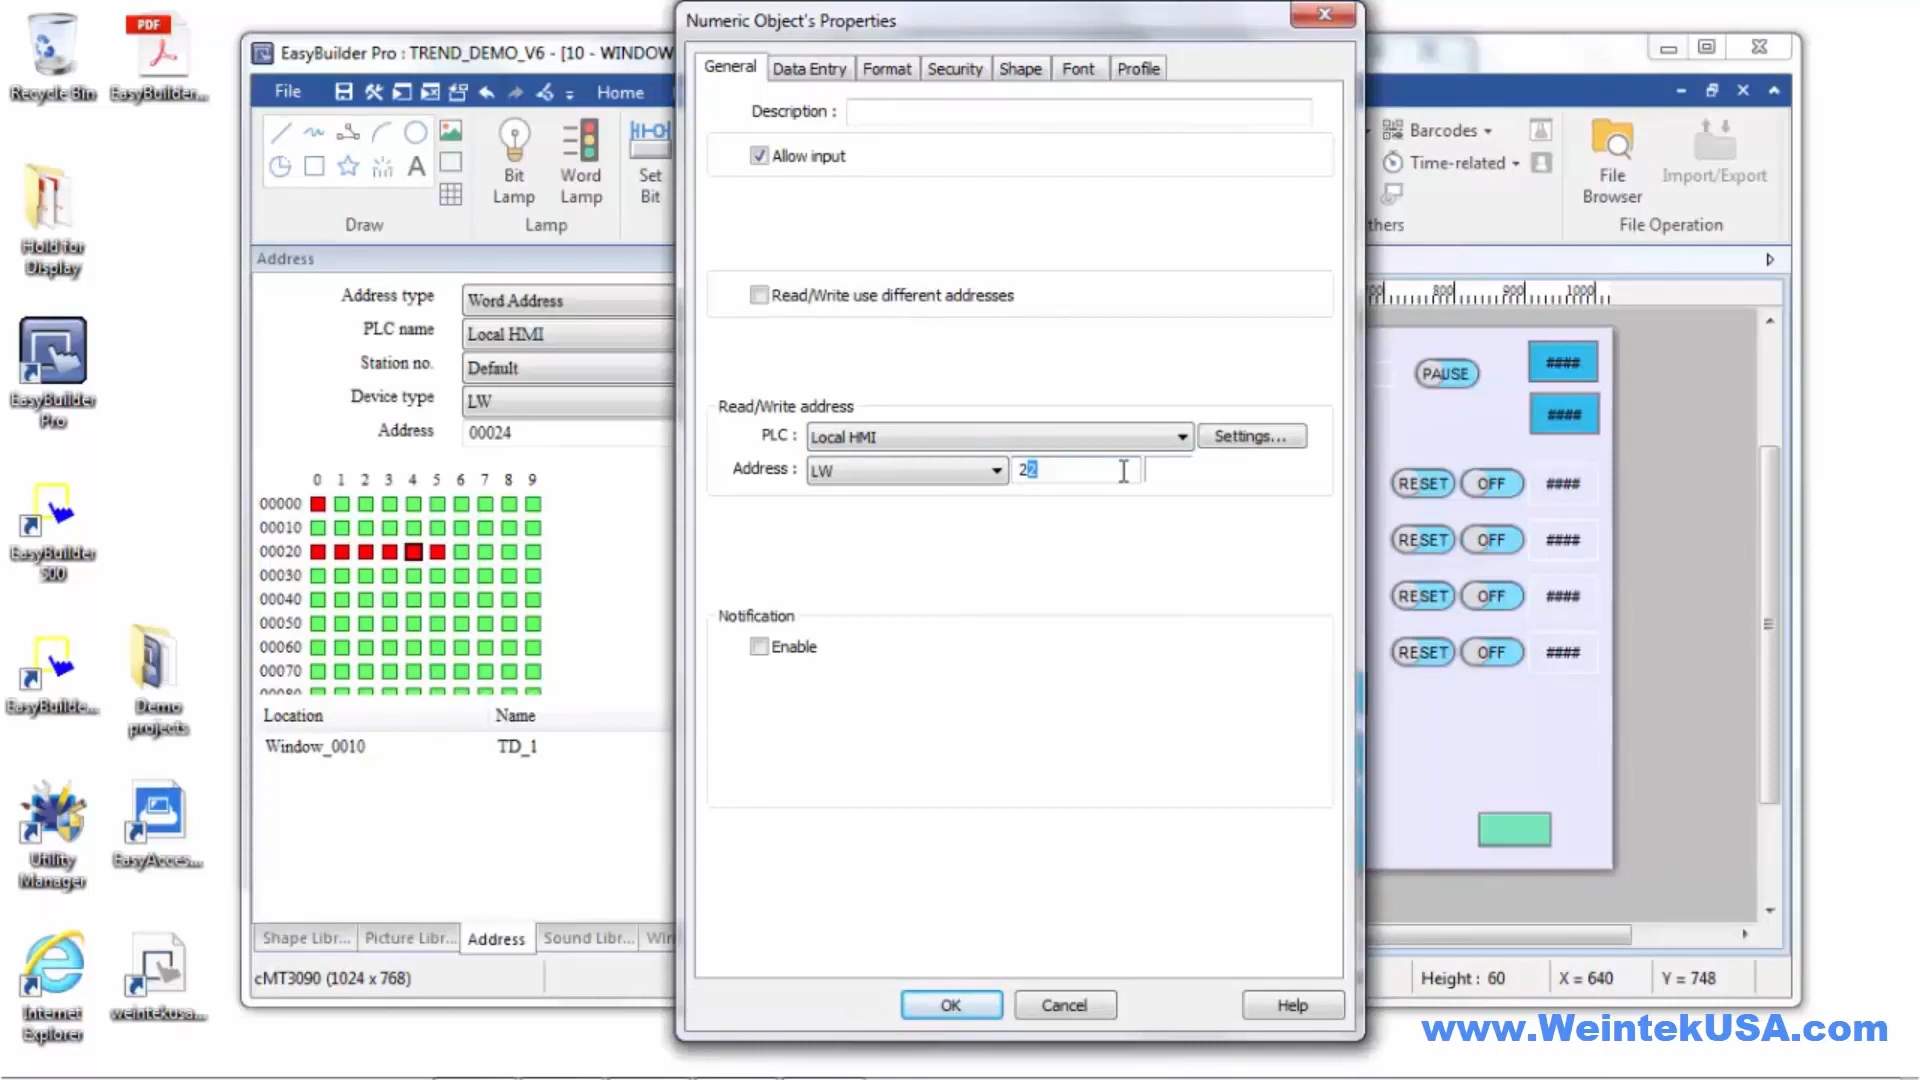 Recycle Bin
PDF
EasyBuilder...
Hold for
Display
EasyBuilder
Pro
EasyBuilder
500
EasyBuilde...
Demo
projects
Utility
Manager
EasyAcces...
Internet
Explorer
weintekusa...
EasyBuilder Pro : TREND_DEMO_V6 - [10 - WINDOW
File
Home
Bit
Lamp
Word
Lamp
Set
Bit
Draw
Lamp
Address
Address type
Word Address
PLC name
Local HMI
Station no.
Default
Device type
LW
Address
00024
0 1 2 3 4 5 6 7 8 9
00000
00010
00020
00030
00040
00050
00060
00070
00080
Location
Name
Window_0010
TD_1
Shape Libr...
Picture Libr...
Address
Sound Libr...
Win
cMT3090 (1024 x 768)
Numeric Object's Properties
General
Data Entry
Format
Security
Shape
Font
Profile
Description :
Allow input
Read/Write use different addresses
Read/Write address
PLC :
Local HMI
Settings...
Address :
LW
22
Notification
Enable
OK
Cancel
Help
Barcodes
Time-related
thers
File
Browser
Import/Export
File Operation
800
900
1000
PAUSE
####
####
RESET
OFF
####
RESET
OFF
####
RESET
OFF
####
RESET
OFF
####
Height : 60
X = 640
Y = 748
www.WeintekUSA.com